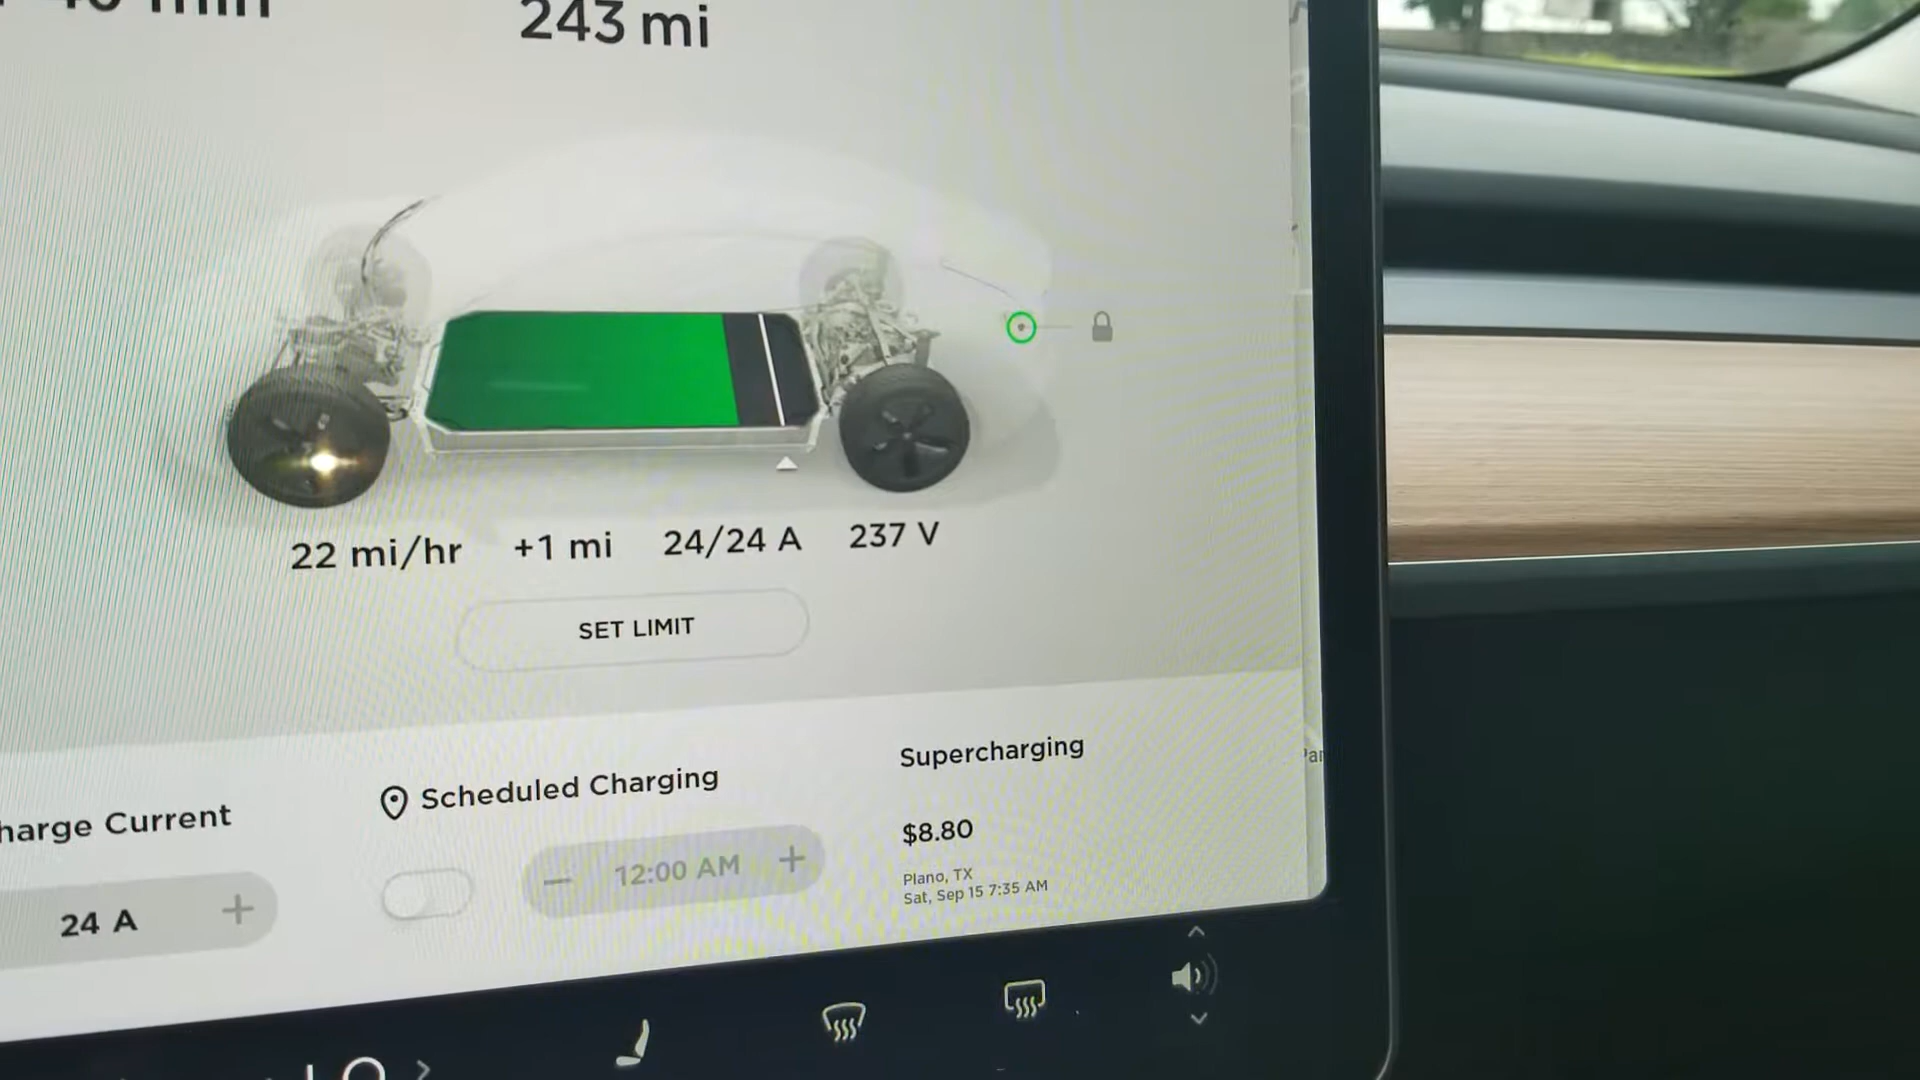 min
243 mi
22 mi/hr +1 mi 24/24 A 237 V
SET LIMIT
harge Current
Scheduled Charging
Supercharging
24 A +
− 12:00 AM +
$8.80
Plano, TX
Sat, Sep 15 7:35 AM